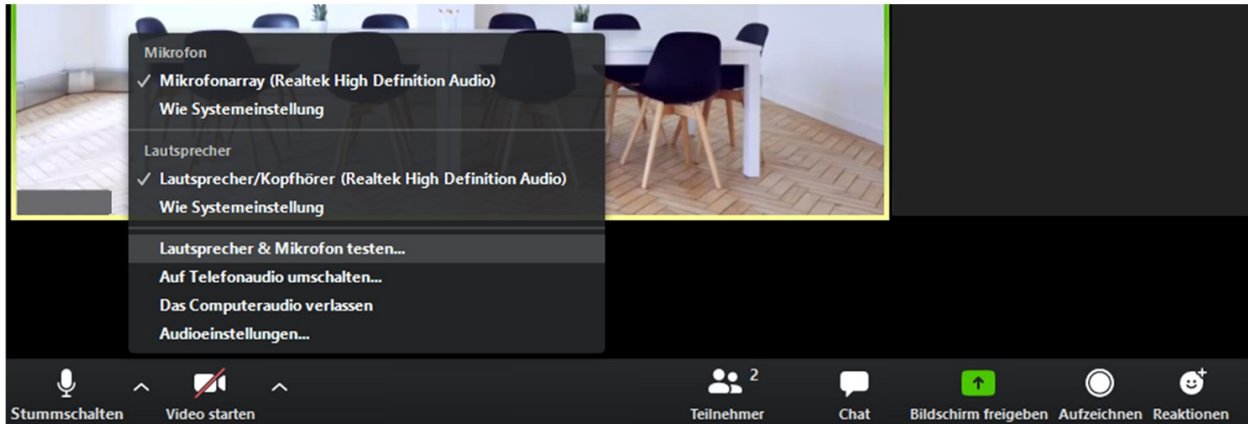 Mikrofon
✓ Mikrofonarray (Realtek High Definition Audio)
Wie Systemeinstellung
Lautsprecher
✓ Lautsprecher/Kopfhörer (Realtek High Definition Audio)
Wie Systemeinstellung
Lautsprecher & Mikrofon testen...
Auf Telefonaudio umschalten...
Das Computeraudio verlassen
Audioeinstellungen...
2
Stummschalten Video starten Teilnehmer Chat Bildschirm freigeben Aufzeichnen Reaktionen